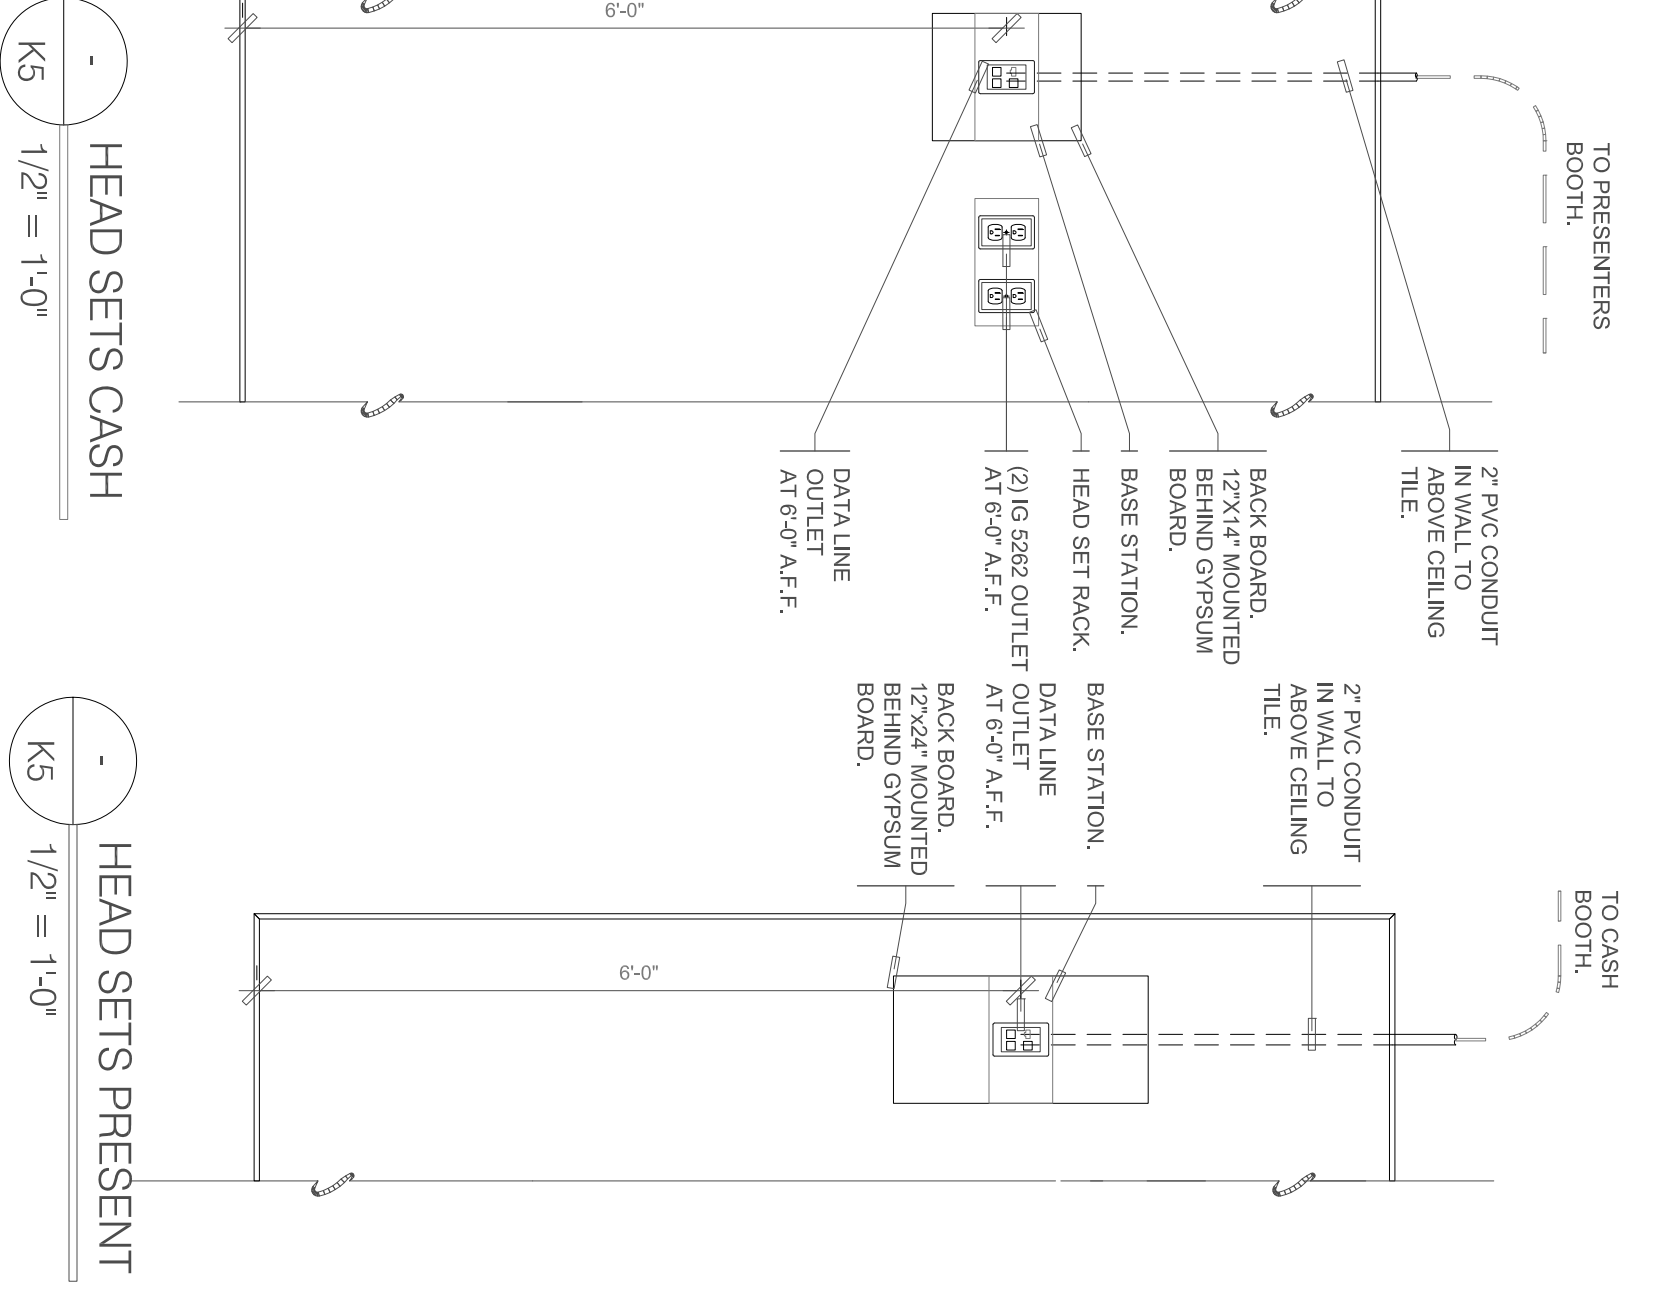 TO PRESENTERS
BOOTH.
6'-0"
2" PVC CONDUIT
IN WALL TO
ABOVE CEILING
TILE.
BACK BOARD.
12"X14" MOUNTED
BEHIND GYPSUM
BOARD.
BASE STATION.
HEAD SET RACK.
(2) IG 5262 OUTLET
AT 6'-0" A.F.F.
DATA LINE
OUTLET
AT 6'-0" A.F.F.
-
K5
HEAD SETS CASH
1/2" = 1'-0"
TO CASH
BOOTH.
2" PVC CONDUIT
IN WALL TO
ABOVE CEILING
TILE.
BASE STATION.
DATA LINE
OUTLET
AT 6'-0" A.F.F.
BACK BOARD.
12"x24" MOUNTED
BEHIND GYPSUM
BOARD.
6'-0"
-
K5
HEAD SETS PRESENT
1/2" = 1'-0"